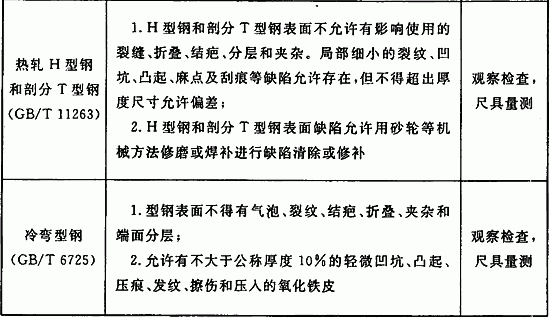 热轧 H 型钢
和剖分 T 型钢
(GB/T 11263)
1. H 型钢和剖分 T 型钢表面不允许有影响使用的
裂缝、折叠、结疤、分层和夹杂。局部细小的裂纹、凹
坑、凸起、麻点及刮痕等缺陷允许存在,但不得超出厚
度尺寸允许偏差;
2. H 型钢和剖分 T 型钢表面缺陷允许用砂轮等机
械方法修磨或焊补进行缺陷清除或修补
观察检查,
尺具量测
冷弯型钢
(GB/T 6725)
1. 型钢表面不得有气泡、裂纹、结疤、折叠、夹杂和
端面分层;
2. 允许有不大于公称厚度 10%的轻微凹坑、凸起、
压痕、发纹、擦伤和压入的氧化铁皮
观察检查,
尺具量测